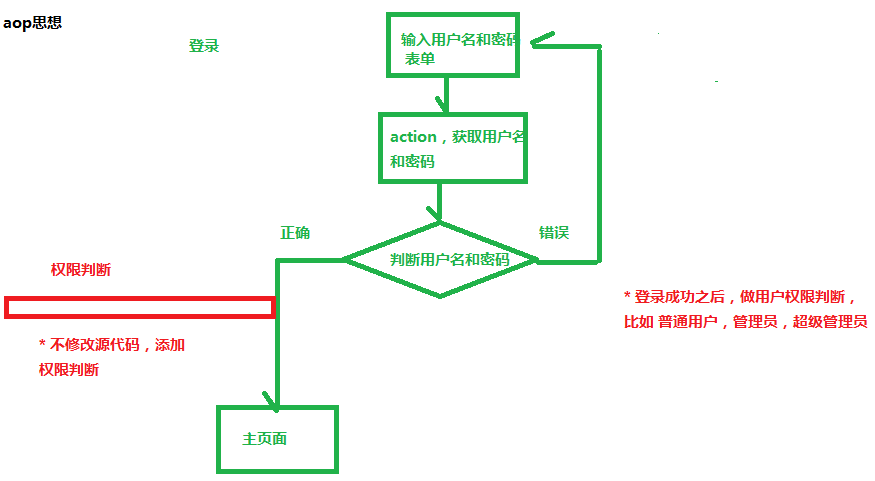 aop思想
登录
输入用户名和密码
表单
action，获取用户名
和密码
正确
错误
判断用户名和密码
权限判断
* 登录成功之后，做用户权限判断，
比如 普通用户，管理员，超级管理员
* 不修改源代码，添加
权限判断
主页面